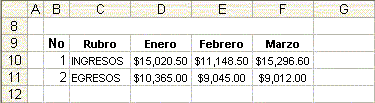 A B C D E F G
8
9 No Rubro Enero Febrero Marzo
10 1 INGRESOS $15,020.50 $11,148.50 $15,296.60
11 2 EGRESOS $10,365.00 $9,045.00 $9,012.00
12